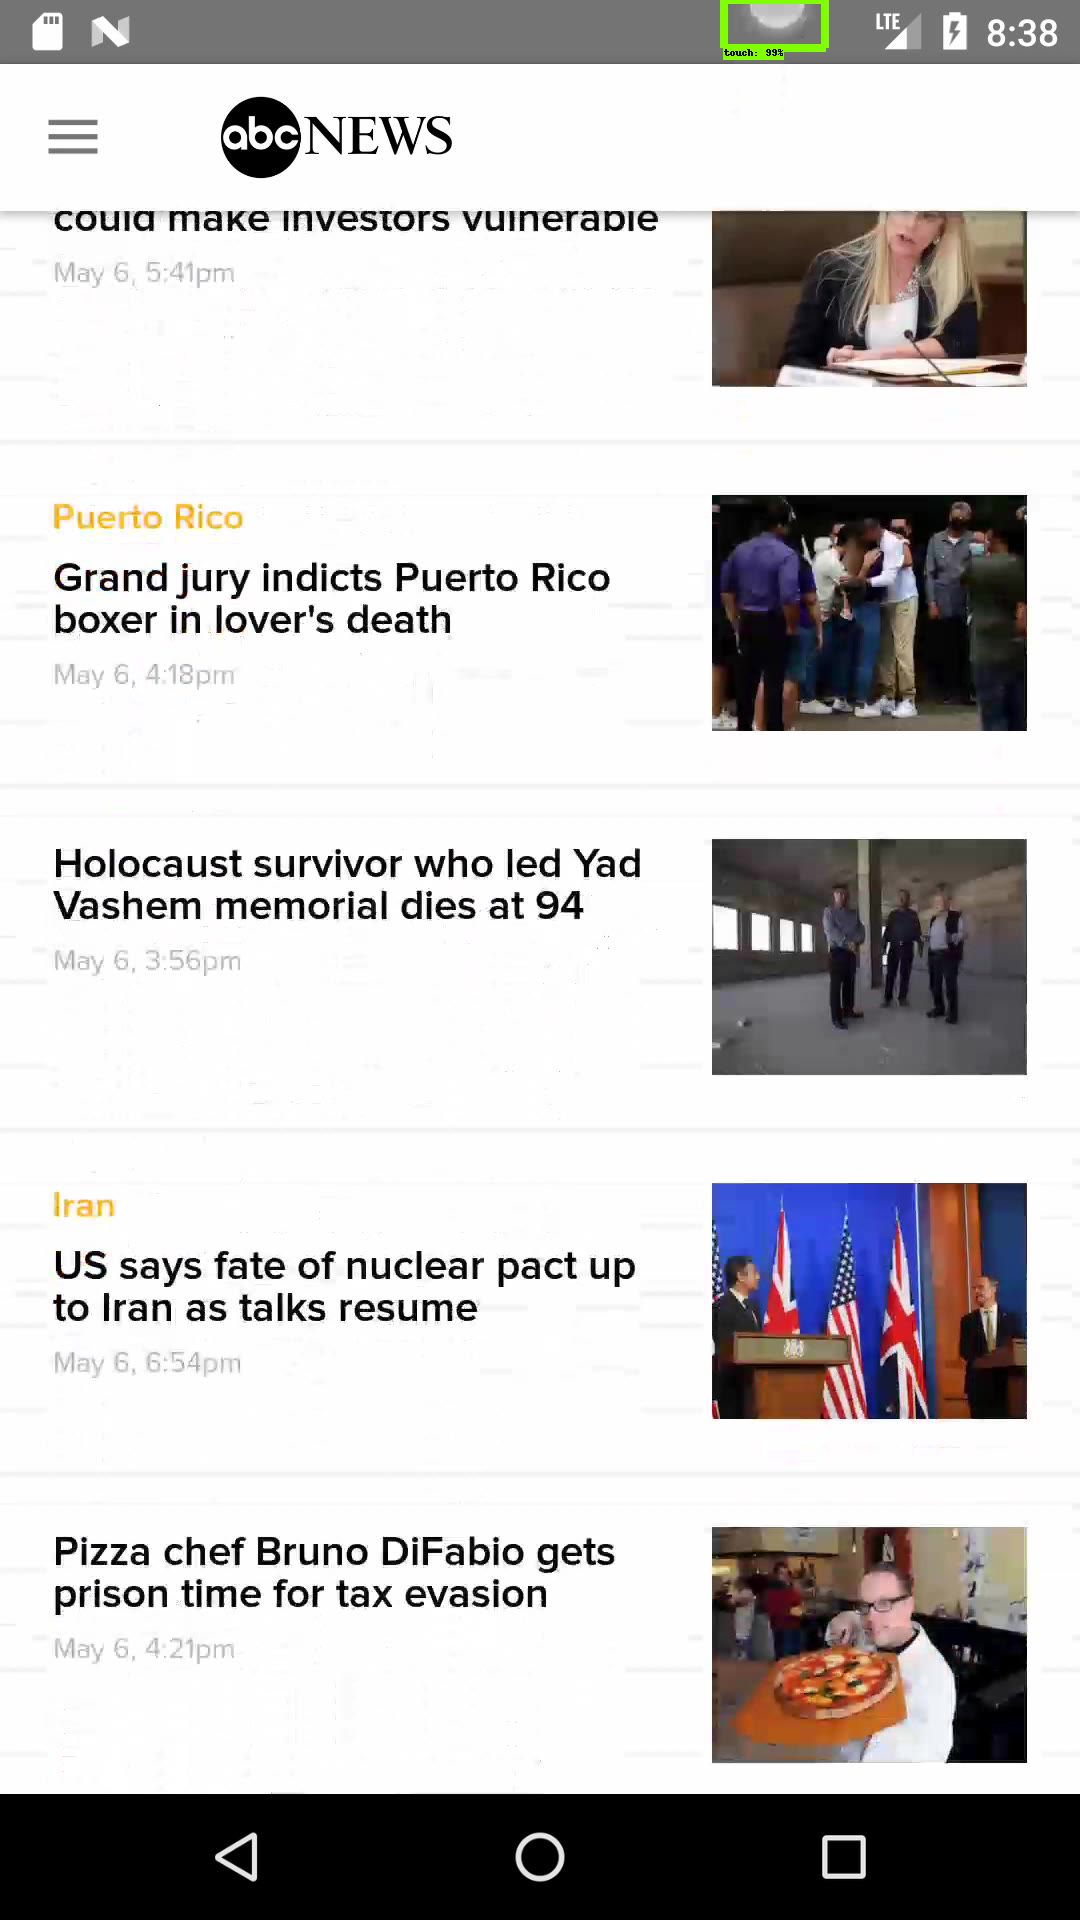 LTE 8:38
touch: 99%
abc NEWS
could make investors vulnerable
May 6, 5:41pm
Puerto Rico
Grand jury indicts Puerto Rico
boxer in lover's death
May 6, 4:18pm
Holocaust survivor who led Yad
Vashem memorial dies at 94
May 6, 3:56pm
Iran
US says fate of nuclear pact up
to Iran as talks resume
May 6, 6:54pm
Pizza chef Bruno DiFabio gets
prison time for tax evasion
May 6, 4:21pm